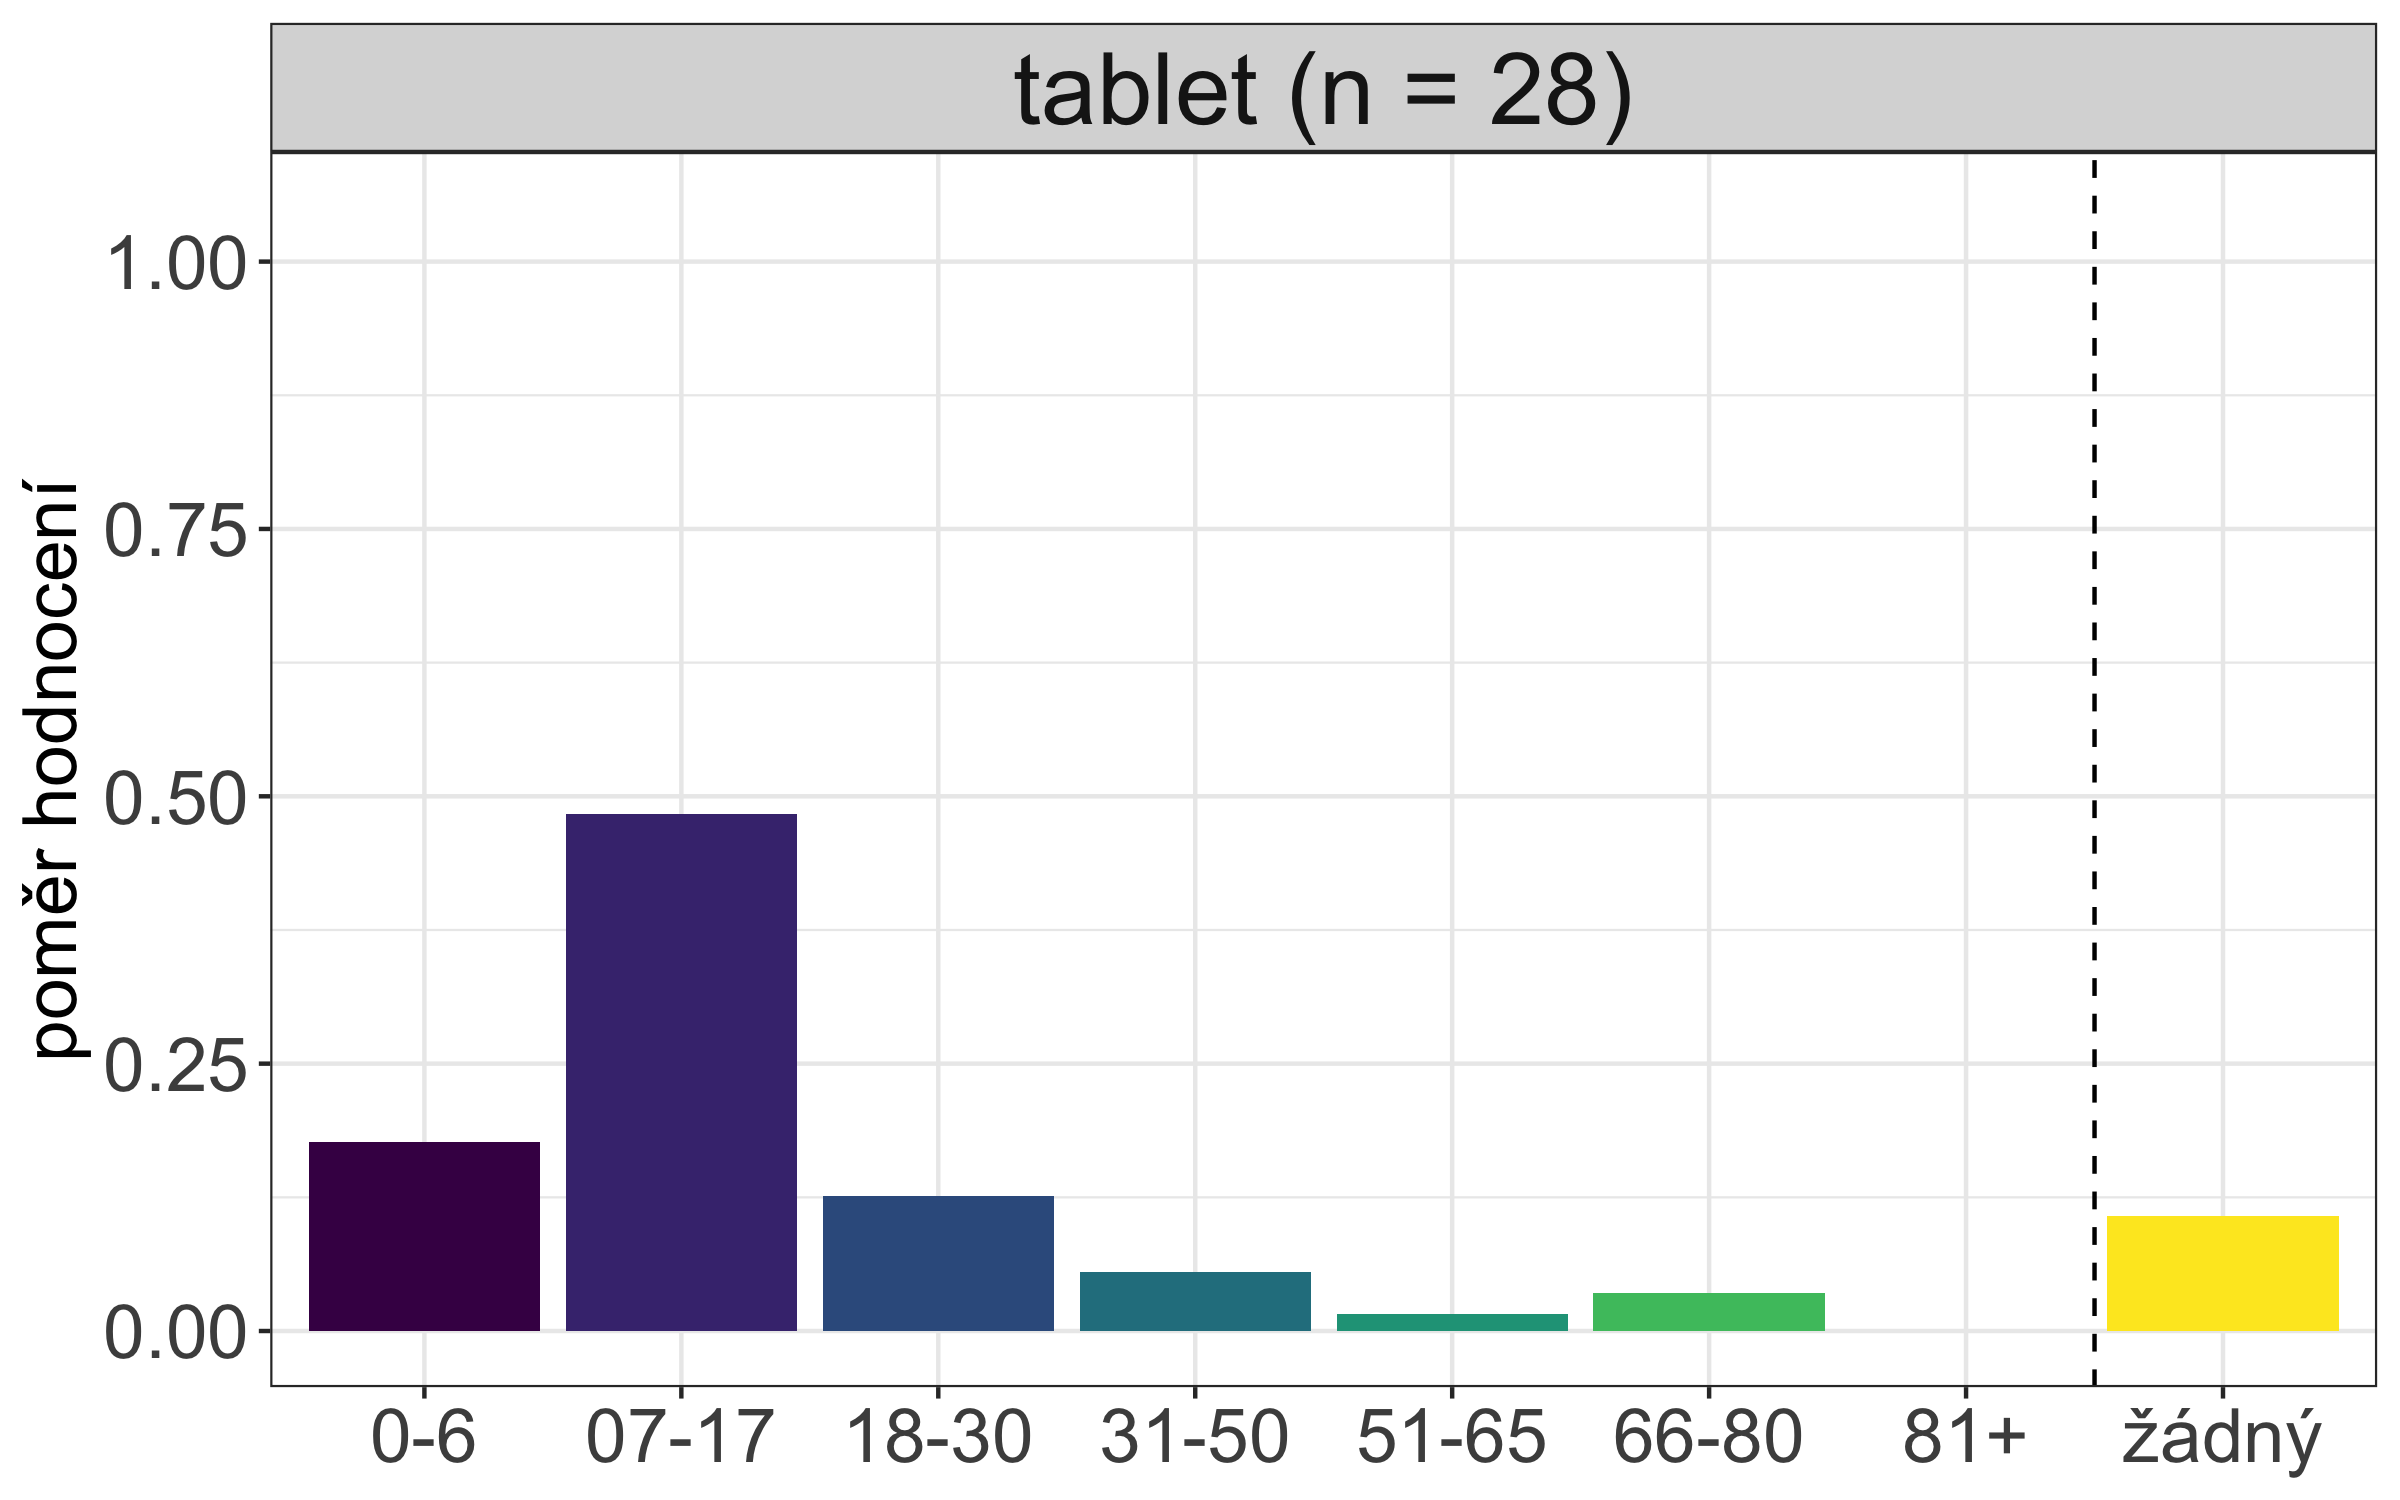 tablet (n = 28)
poměr hodnocení
1.00
0.75
0.50
0.25
0.00
0-6 07-17 18-30 31-50 51-65 66-80 81+ žádný